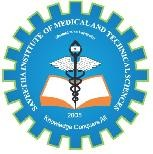 SAVEETHA INSTITUTE OF MEDICAL AND TECHNICAL SCIENCES
2005
Knowledge Conquers All